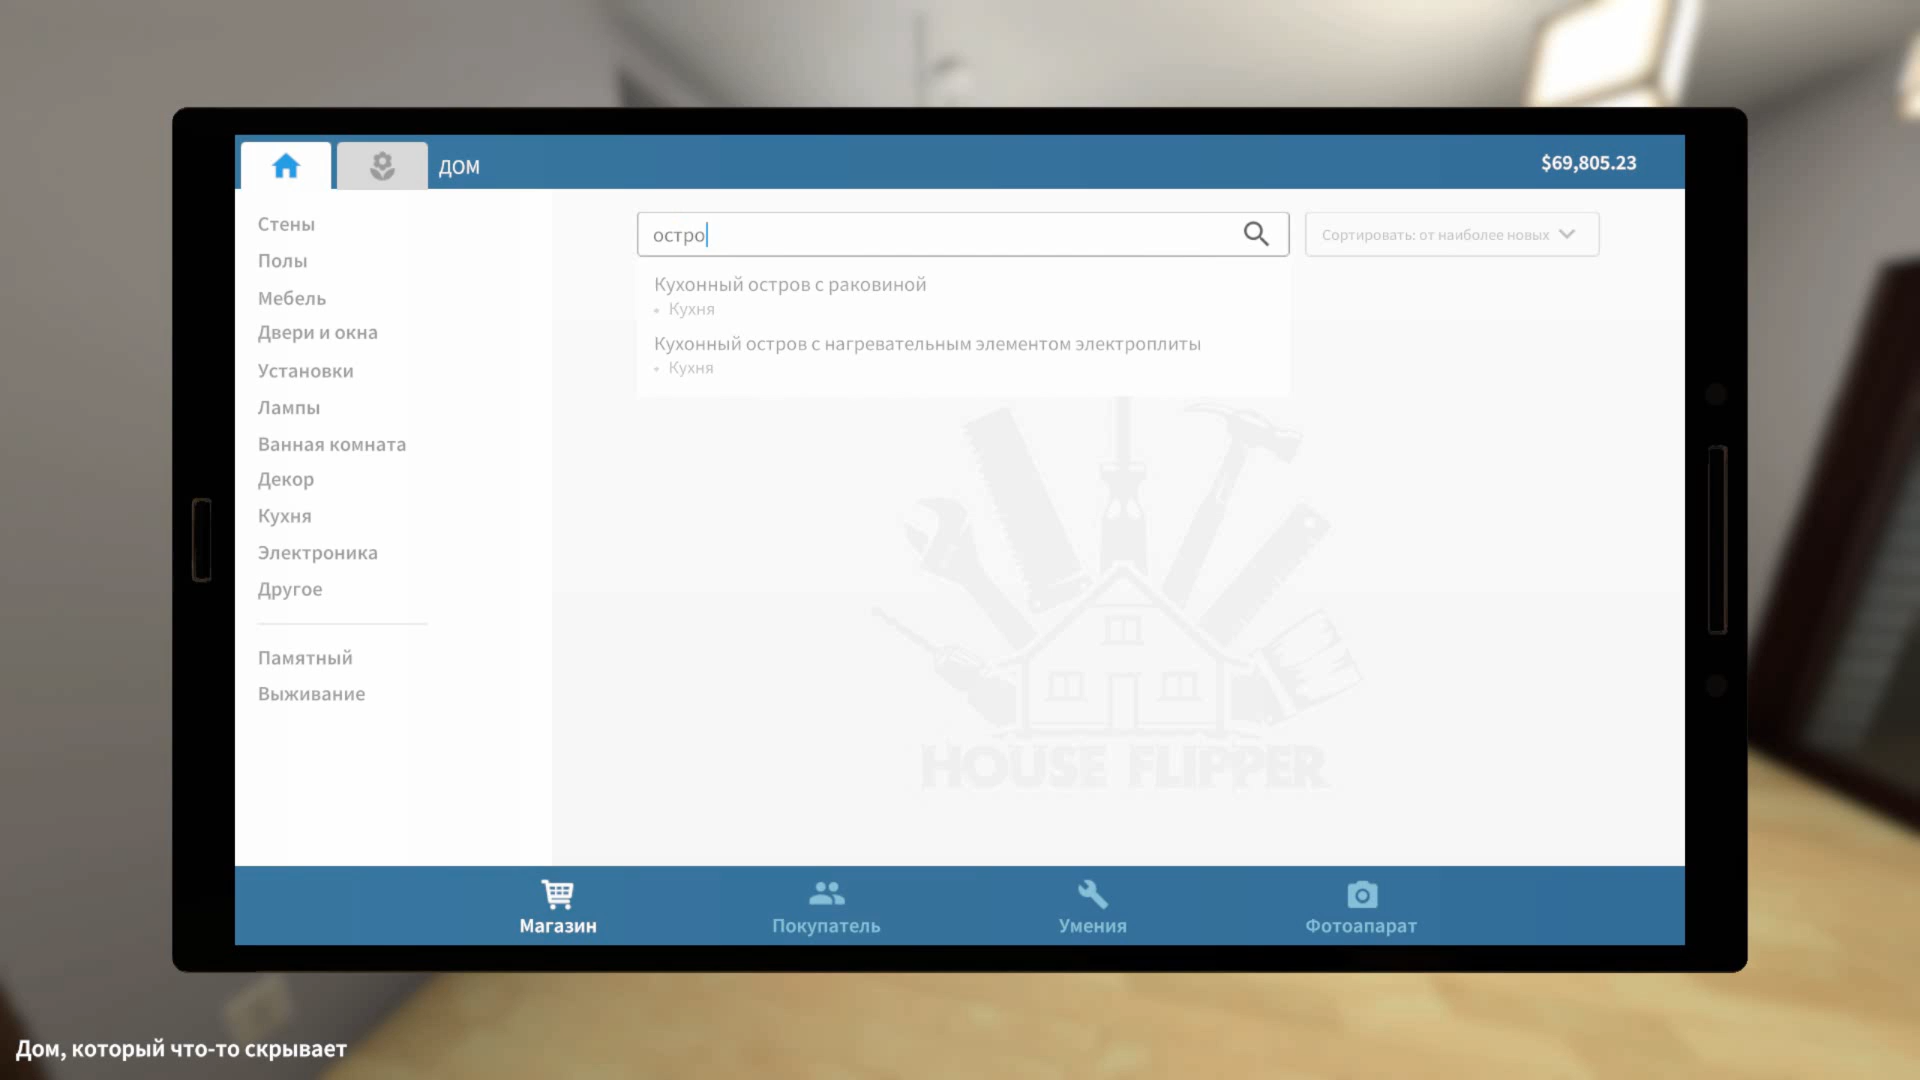 ДОМ
$69,805.23
Стены
Полы
Мебель
Двери и окна
Установки
Лампы
Ванная комната
Декор
Кухня
Электроника
Другое
Памятный
Выживание
остро
Сортировать: от наиболее новых
Кухонный остров с раковиной
• Кухня
Кухонный остров с нагревательным элементом электроплиты
• Кухня
HOUSE FLIPPER
Магазин
Покупатель
Умения
Фотоапарат
Дом, который что-то скрывает